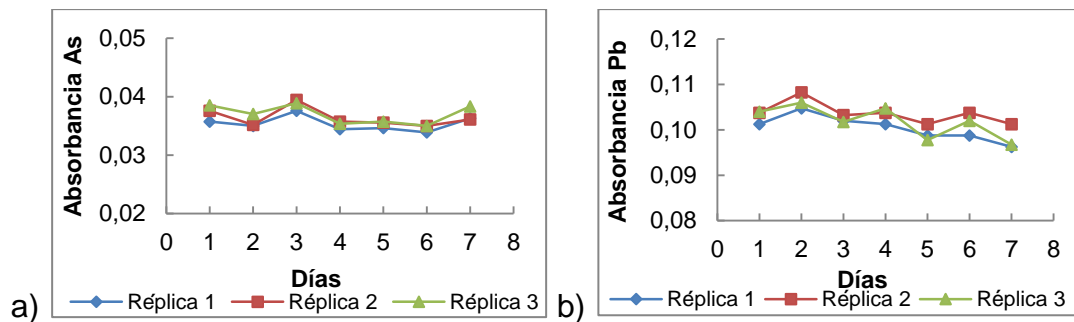 a)
Absorbancia As
0,05
0,04
0,03
0,02
0 1 2 3 4 5 6 7 8
Días
Réplica 1 Réplica 2 Réplica 3
b)
Absorbancia Pb
0,12
0,11
0,10
0,09
0,08
0 1 2 3 4 5 6 7 8
Días
Réplica 1 Réplica 2 Réplica 3